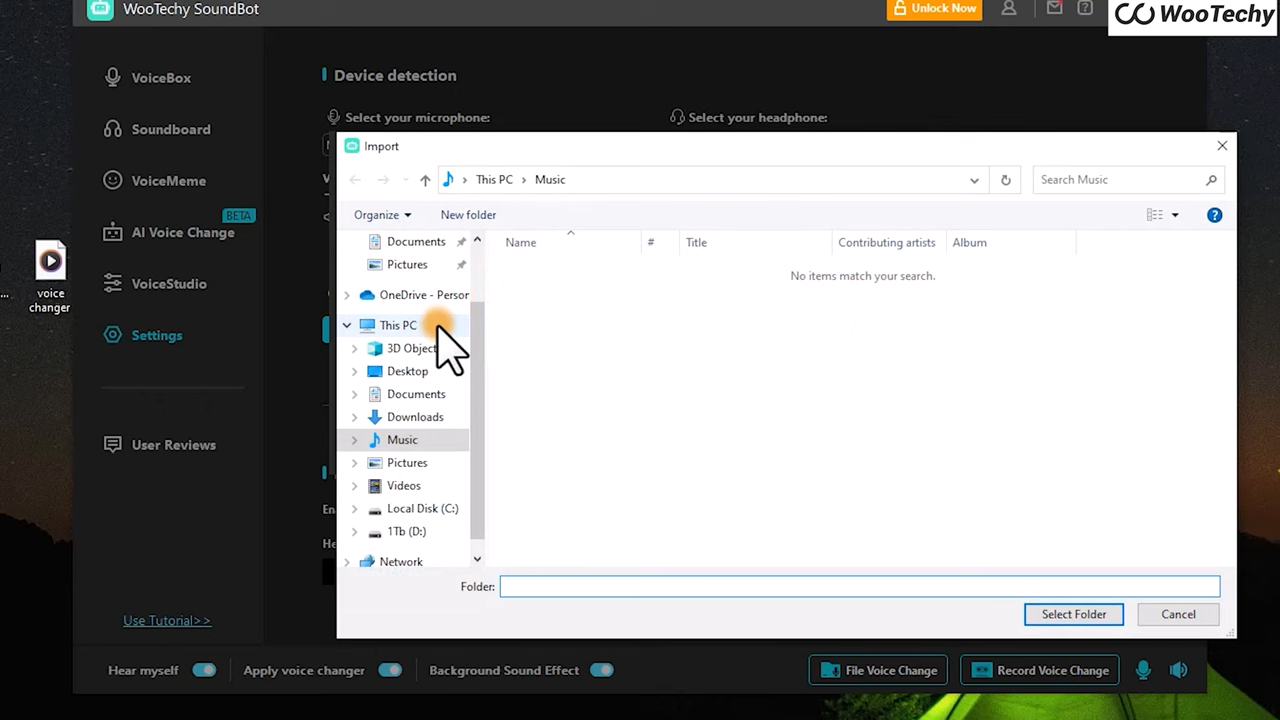 WooTechy SoundBot
Unlock Now
WooTechy
VoiceBox
Soundboard
VoiceMeme
BETA
AI Voice Change
VoiceStudio
Settings
User Reviews
Use Tutorial>>
...
voice
changer
Device detection
Select your microphone:
Select your headphone:
Import
This PC > Music
Search Music
Organize
New folder
Name
#
Title
Contributing artists
Album
No items match your search.
Documents
Pictures
OneDrive - Person
This PC
3D Object
Desktop
Documents
Downloads
Music
Pictures
Videos
Local Disk (C:)
1Tb (D:)
Network
Folder:
Select Folder
Cancel
Hear myself
Apply voice changer
Background Sound Effect
File Voice Change
Record Voice Change